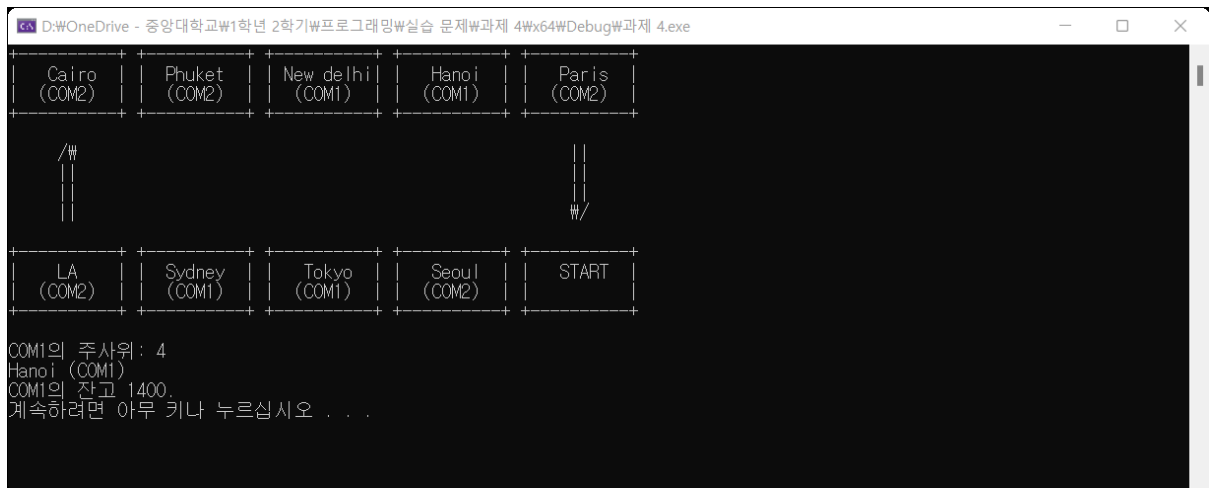 D:₩OneDrive - 중앙대학교₩1학년 2학기₩프로그래밍₩실습 문제₩과제 4₩x64₩Debug₩과제 4.exe
+----------+ +----------+ +----------+ +----------+ +----------+
|   Cairo  | |  Phuket  | | New delhi| |   Hanoi  | |   Paris  |
|  (COM2)  | |  (COM2)  | |  (COM1)  | |  (COM1)  | |  (COM2)  |
+----------+ +----------+ +----------+ +----------+ +----------+
/₩ ||
|| ||
|| ||
|| ₩/
+----------+ +----------+ +----------+ +----------+ +----------+
|    LA    | |  Sydney  | |   Tokyo  | |   Seoul  | |   START  |
|  (COM2)  | |  (COM1)  | |  (COM1)  | |  (COM2)  | |          |
+----------+ +----------+ +----------+ +----------+ +----------+
COM1의 주사위: 4
Hanoi (COM1)
COM1의 잔고 1400.
계속하려면 아무 키나 누르십시오 . . .